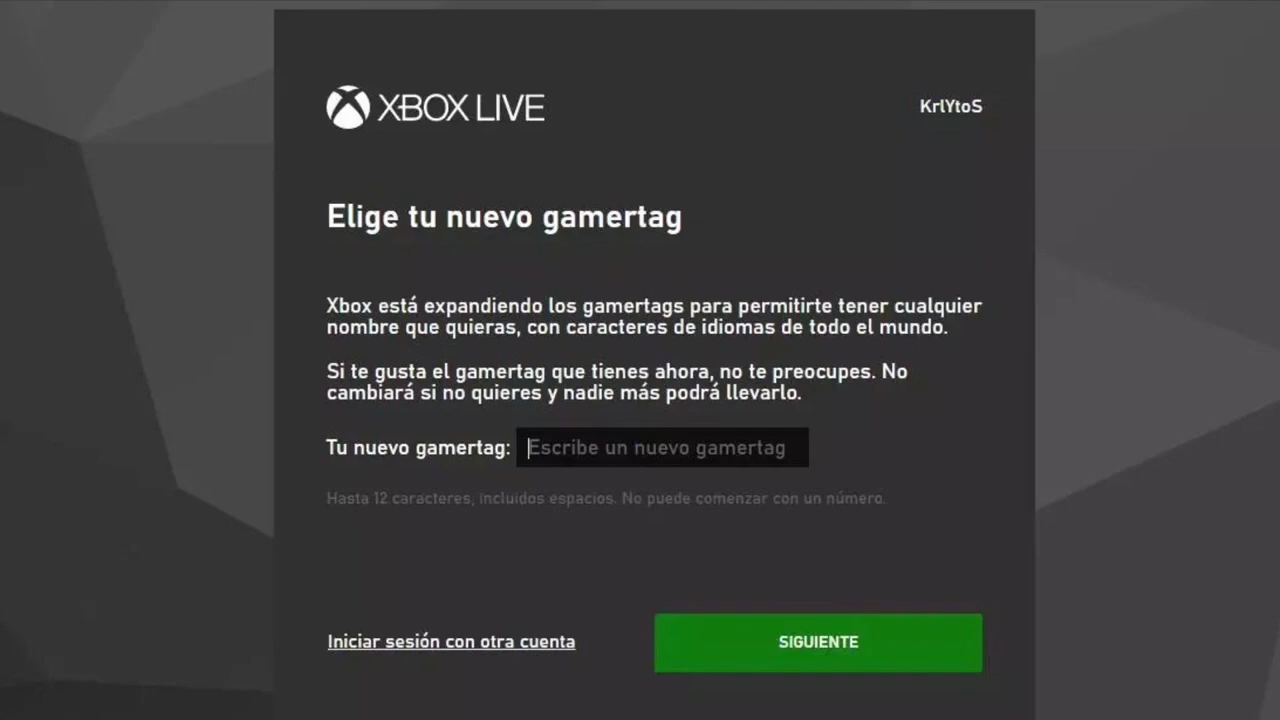 XBOX LIVE
KrlYtoS
Elige tu nuevo gamertag
Xbox está expandiendo los gamertags para permitirte tener cualquier
nombre que quieras, con caracteres de idiomas de todo el mundo.
Si te gusta el gamertag que tienes ahora, no te preocupes. No
cambiará si no quieres y nadie más podrá llevarlo.
Tu nuevo gamertag: Escribe un nuevo gamertag
Hasta 12 caracteres, incluidos espacios. No puede comenzar con un número.
Iniciar sesión con otra cuenta
SIGUIENTE